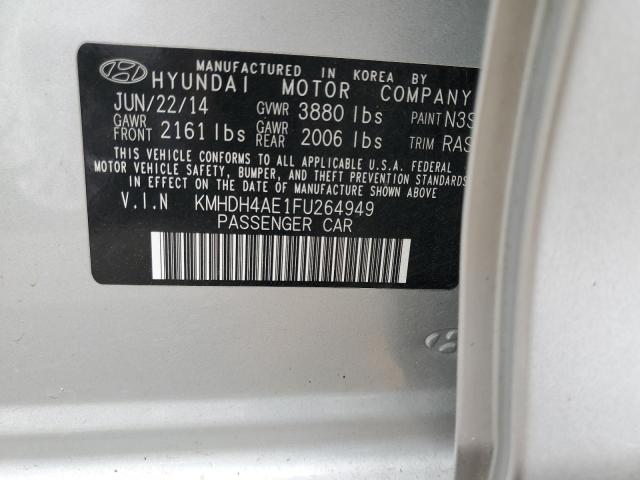 MANUFACTURED IN KOREA BY
HYUNDAI MOTOR COMPANY
JUN/22/14 GVWR 3880 lbs PAINT N3S
GAWR FRONT 2161 lbs GAWR REAR 2006 lbs TRIM RAS
THIS VEHICLE CONFORMS TO ALL APPLICABLE U.S.A. FEDERAL
MOTOR VEHICLE SAFETY, BUMPER, AND THEFT PREVENTION
STANDARDS IN EFFECT ON THE DATE OF MANUFACTURE SHOWN ABOVE.
V.I.N KMHDH4AE1FU264949
PASSENGER CAR